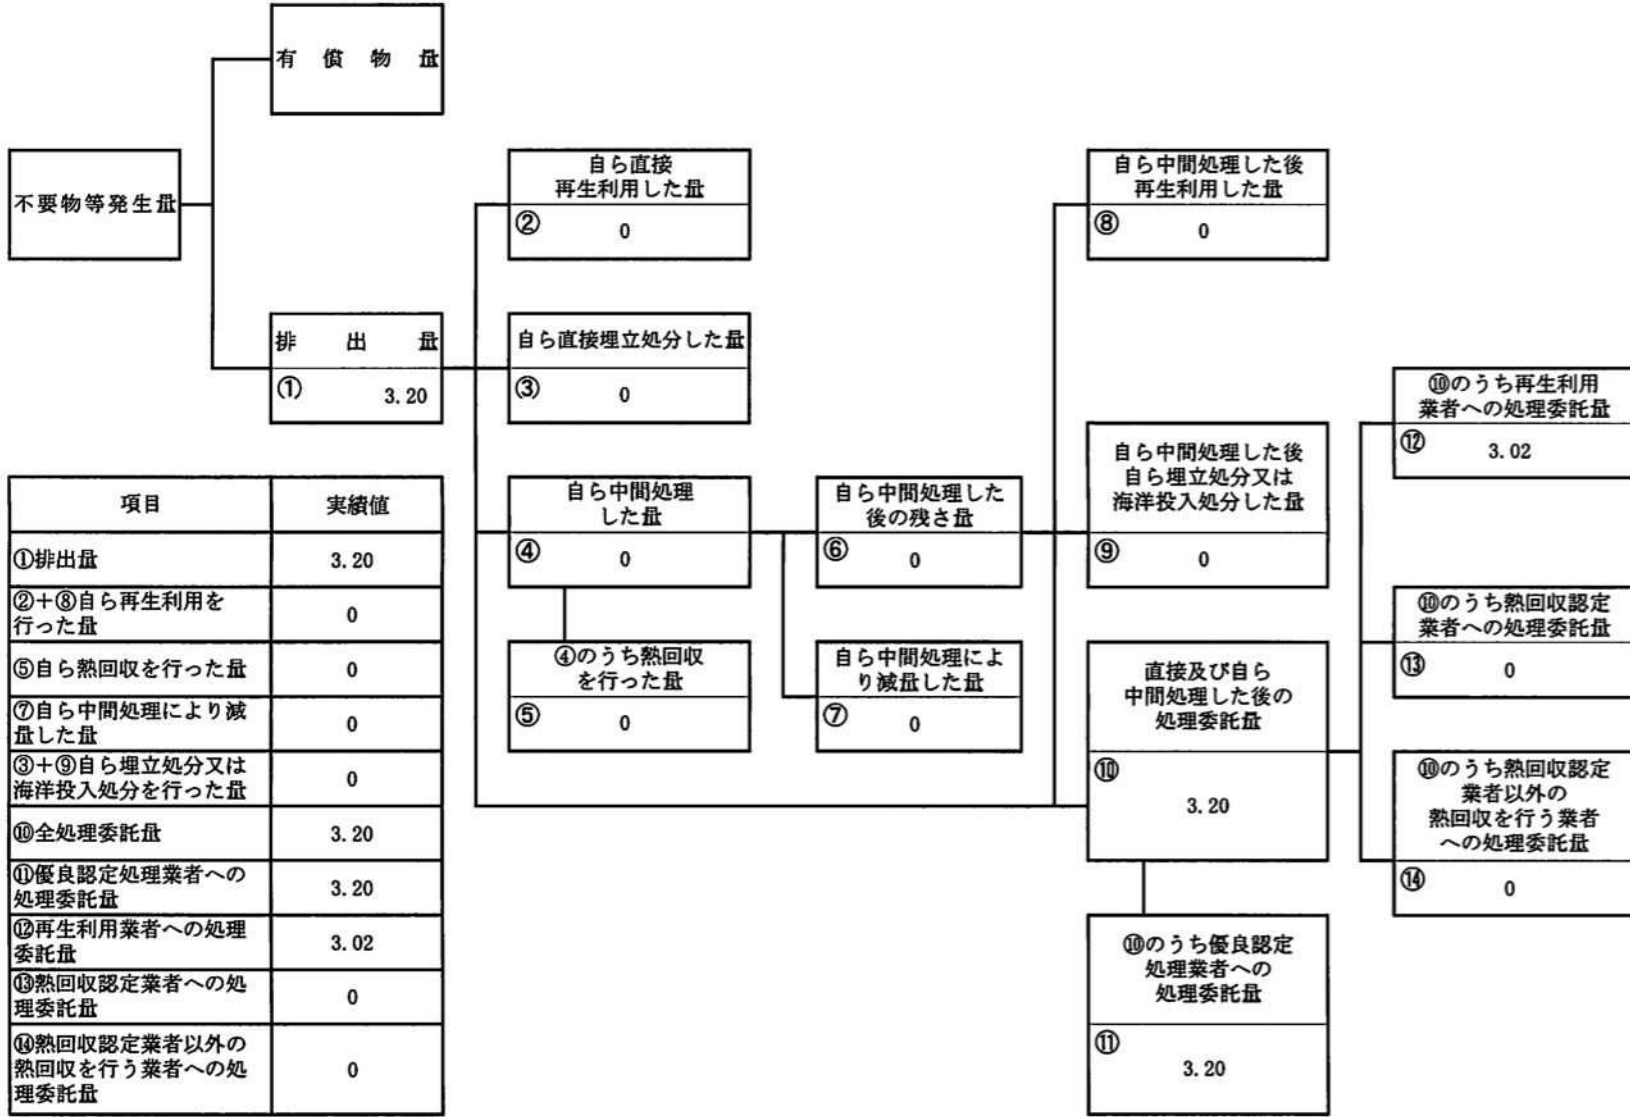 有償物量
不要物等発生量
排出量
① 3.20
自ら直接
再生利用した量
② 0
自ら直接埋立処分した量
③ 0
自ら中間処理
した量
④ 0
④のうち熱回収
を行った量
⑤ 0
自ら中間処理した
後の残さ量
⑥ 0
自ら中間処理によ
り減量した量
⑦ 0
自ら中間処理した後
再生利用した量
⑧ 0
自ら中間処理した後
自ら埋立処分又は
海洋投入処分した量
⑨ 0
直接及び自ら
中間処理した後の
処理委託量
⑩
3.20
⑩のうち優良認定
処理業者への
処理委託量
⑪
3.20
⑩のうち再生利用
業者への処理委託量
⑫ 3.02
⑩のうち熱回収認定
業者への処理委託量
⑬ 0
⑩のうち熱回収認定
業者以外の
熱回収を行う業者
への処理委託量
⑭ 0
項目 実績値
①排出量 3.20
②+⑧自ら再生利用を
行った量 0
⑤自ら熱回収を行った量 0
⑦自ら中間処理により減
量した量 0
③+⑨自ら埋立処分又は
海洋投入処分を行った量 0
⑩全処理委託量 3.20
⑪優良認定処理業者への
処理委託量 3.20
⑫再生利用業者への処理
委託量 3.02
⑬熱回収認定業者への処
理委託量 0
⑭熱回収認定業者以外の
熱回収を行う業者への処
理委託量 0